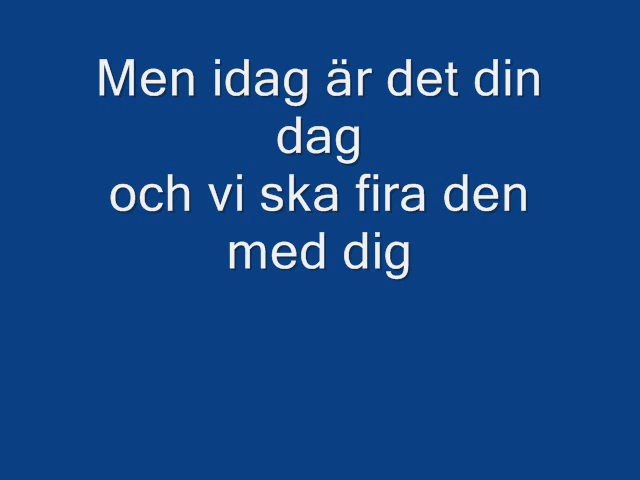 Men idag är det din
dag
och vi ska fira den
med dig